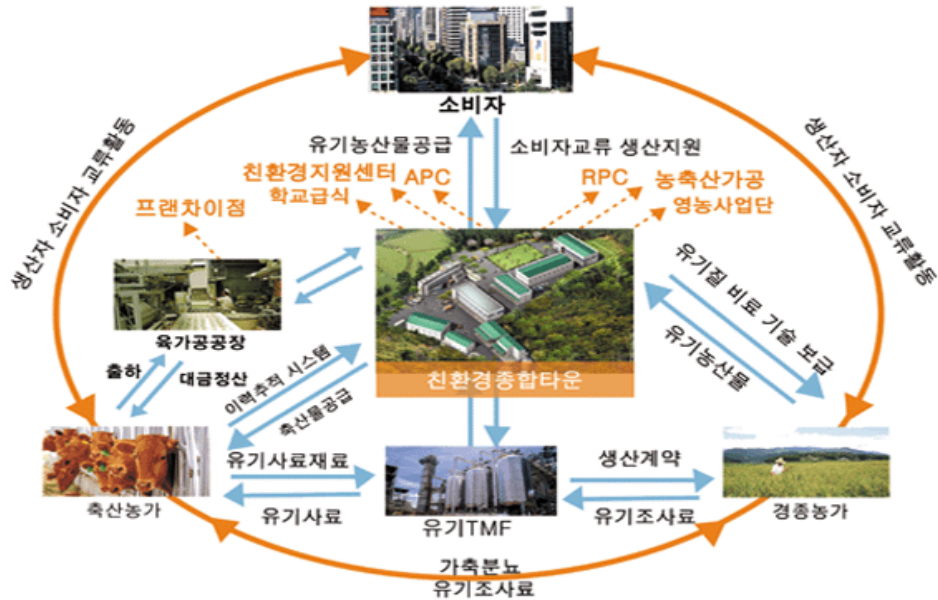 소비자
유기농산물공급
소비자교류 생산지원
친환경지원센터
APC
RPC
농축산가공
학교급식
영농사업단
프랜차이점
생산자 소비자 교류활동
생산자 소비자 교류활동
육가공공장
유기질 비료 기술 보급
유기농산물
출하
대금정산
이력추적 시스템
축산물공급
친환경종합타운
유기사료재료
유기사료
생산계약
유기조사료
축산농가
유기TMF
경종농가
가축분뇨
유기조사료